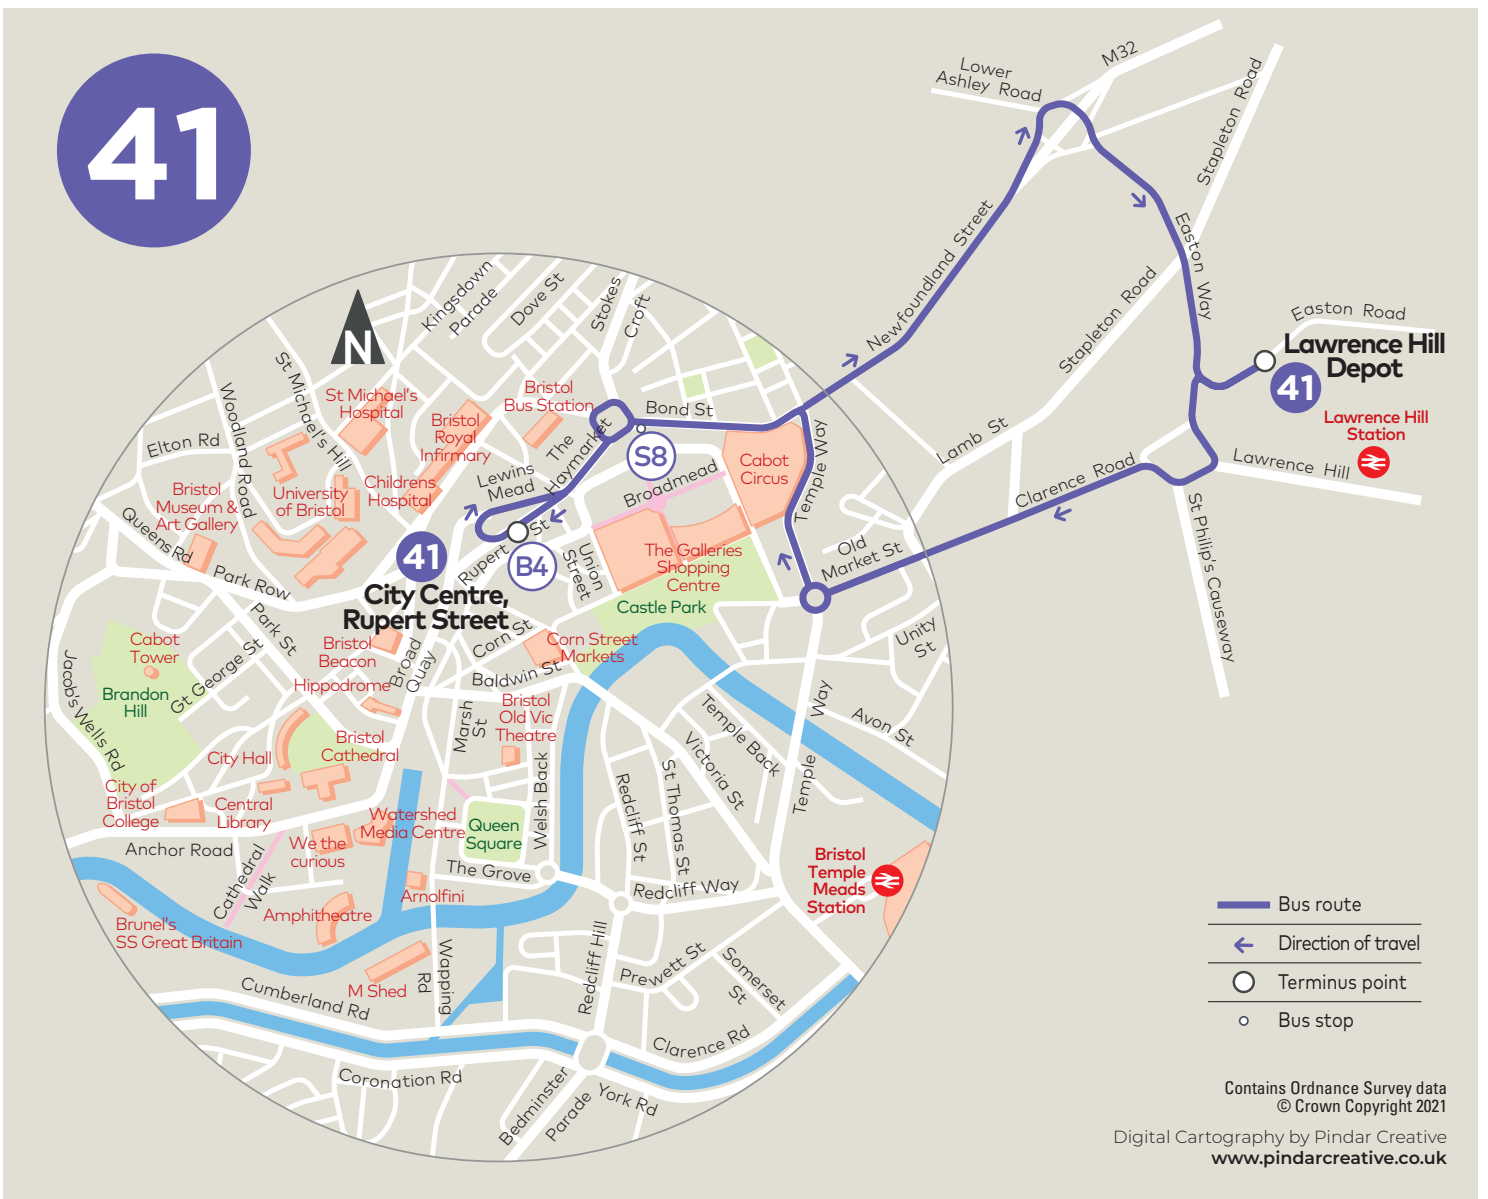 41
Lower
Ashley Road
M32
Stapleton Road
Easton Way
Newfoundland Street
Stapleton Road
Easton Road
Lawrence Hill
Depot
41
Lawrence Hill
Station
Lamb St
Clarence Road
Lawrence Hill
St Philip's Causeway
N
Kingsdown
Parade
Dove St
Stokes
Croft
St Michael's Hill
Woodland Road
Elton Rd
St Michael's
Hospital
Bristol
Royal
Infirmary
Bristol
Bus Station
Bond St
S8
The
Haymarket
Lewins
Mead
Broadmead
Cabot
Circus
Temple Way
Childrens
Hospital
University
of Bristol
Bristol
Museum &
Art Gallery
Queens Rd
Park Row
41
City Centre,
Rupert Street
Rupert St
B4
Union
Street
The Galleries
Shopping
Centre
Castle Park
Old
Market St
Unity
St
Park St
Gt George St
Cabot
Tower
Brandon
Hill
Jacob's Wells Rd
Bristol
Beacon
Hippodrome
Broad
Quay
Corn St
Corn Street
Markets
Baldwin St
Marsh
St
Bristol
Old Vic
Theatre
City Hall
Bristol
Cathedral
City of
Bristol
College
Central
Library
Anchor Road
Cathedral
Walk
We the
curious
Watershed
Media Centre
Queen
Square
Welsh Back
The Grove
Redcliff St
St Thomas St
Victoria St
Temple Back
Temple Way
Avon St
Redcliff Way
Bristol
Temple
Meads
Station
Arnolfini
Amphitheatre
Brunel's
SS Great Britain
M Shed
Wapping
Rd
Cumberland Rd
Redcliff Hill
Prewett St
Somerset
St
Clarence Rd
Coronation Rd
Bedminster
Parade
York Rd
Bus route
Direction of travel
Terminus point
Bus stop
Contains Ordnance Survey data
© Crown Copyright 2021
Digital Cartography by Pindar Creative
www.pindarcreative.co.uk